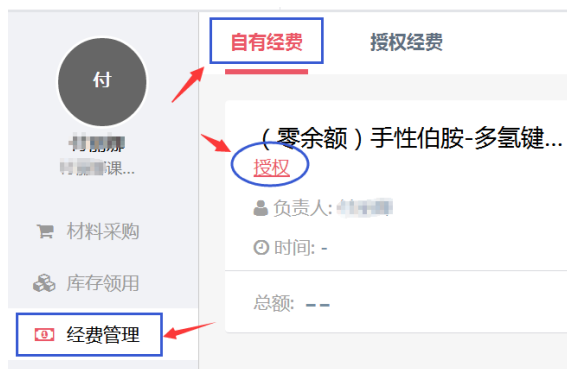 自有经费
授权经费
付
课...
材料采购
库存领用
经费管理
（零余额）手性伯胺-多氢键...
授权
负责人:
时间: -
总额: --